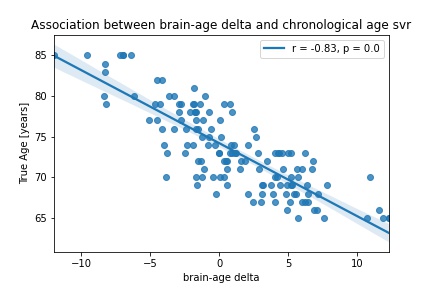 Association between brain-age delta and chronological age svr
r = -0.83, p = 0.0
85
80
75
70
65
True Age [years]
−10 −5 0 5 10
brain-age delta